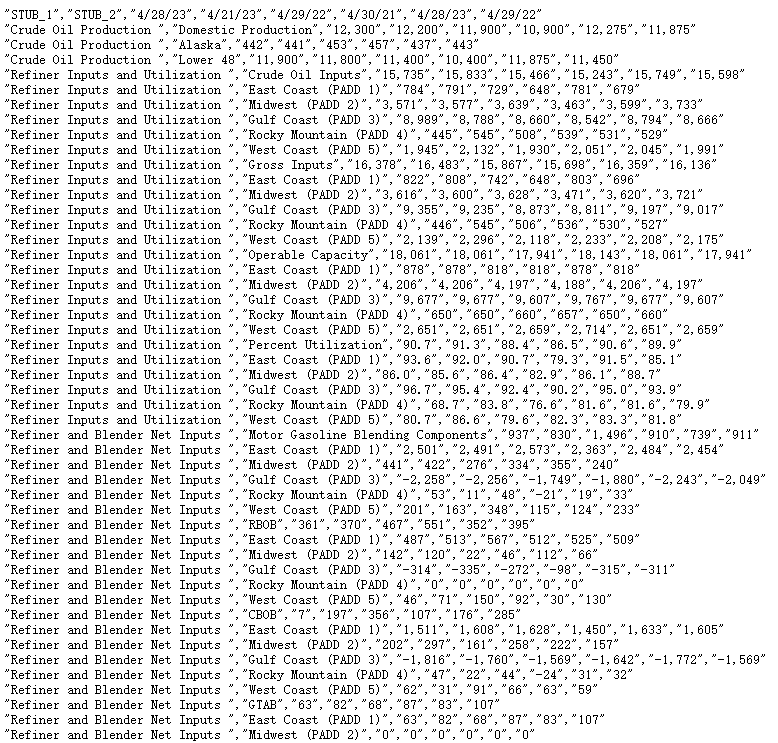 "STUB_1","STUB_2","4/28/23","4/21/23","4/29/22","4/30/21","4/28/23","4/29/22"
"Crude Oil Production ","Domestic Production","12,300","12,200","11,900","10,900","12,275","11,875"
"Crude Oil Production ","Alaska","442","441","453","457","437","443"
"Crude Oil Production ","Lower 48","11,900","11,800","11,400","10,400","11,875","11,450"
"Refiner Inputs and Utilization ","Crude Oil Inputs","15,735","15,833","15,466","15,243","15,749","15,598"
"Refiner Inputs and Utilization ","East Coast (PADD 1)","784","791","729","648","781","679"
"Refiner Inputs and Utilization ","Midwest (PADD 2)","3,571","3,577","3,639","3,463","3,599","3,733"
"Refiner Inputs and Utilization ","Gulf Coast (PADD 3)","8,989","8,788","8,660","8,542","8,794","8,666"
"Refiner Inputs and Utilization ","Rocky Mountain (PADD 4)","445","545","508","539","531","529"
"Refiner Inputs and Utilization ","West Coast (PADD 5)","1,945","2,132","1,930","2,051","2,045","1,991"
"Refiner Inputs and Utilization ","Gross Inputs","16,378","16,483","15,867","15,698","16,359","16,136"
"Refiner Inputs and Utilization ","East Coast (PADD 1)","822","808","742","648","803","696"
"Refiner Inputs and Utilization ","Midwest (PADD 2)","3,616","3,600","3,628","3,471","3,620","3,721"
"Refiner Inputs and Utilization ","Gulf Coast (PADD 3)","9,355","9,235","8,873","8,811","9,197","9,017"
"Refiner Inputs and Utilization ","Rocky Mountain (PADD 4)","446","545","506","536","530","527"
"Refiner Inputs and Utilization ","West Coast (PADD 5)","2,139","2,296","2,118","2,233","2,208","2,175"
"Refiner Inputs and Utilization ","Operable Capacity","18,061","18,061","17,941","18,143","18,061","17,941"
"Refiner Inputs and Utilization ","East Coast (PADD 1)","878","878","818","818","878","818"
"Refiner Inputs and Utilization ","Midwest (PADD 2)","4,206","4,206","4,197","4,188","4,206","4,197"
"Refiner Inputs and Utilization ","Gulf Coast (PADD 3)","9,677","9,677","9,607","9,767","9,677","9,607"
"Refiner Inputs and Utilization ","Rocky Mountain (PADD 4)","650","650","660","657","650","660"
"Refiner Inputs and Utilization ","West Coast (PADD 5)","2,651","2,651","2,659","2,714","2,651","2,659"
"Refiner Inputs and Utilization ","Percent Utilization","90.7","91.3","88.4","86.5","90.6","89.9"
"Refiner Inputs and Utilization ","East Coast (PADD 1)","93.6","92.0","90.7","79.3","91.5","85.1"
"Refiner Inputs and Utilization ","Midwest (PADD 2)","86.0","85.6","86.4","82.9","86.1","88.7"
"Refiner Inputs and Utilization ","Gulf Coast (PADD 3)","96.7","95.4","92.4","90.2","95.0","93.9"
"Refiner Inputs and Utilization ","Rocky Mountain (PADD 4)","68.7","83.8","76.6","81.6","81.6","79.9"
"Refiner Inputs and Utilization ","West Coast (PADD 5)","80.7","86.6","79.6","82.3","83.3","81.8"
"Refiner and Blender Net Inputs ","Motor Gasoline Blending Components","937","830","1,496","910","739","911"
"Refiner and Blender Net Inputs ","East Coast (PADD 1)","2,501","2,491","2,573","2,363","2,484","2,454"
"Refiner and Blender Net Inputs ","Midwest (PADD 2)","441","422","276","334","355","240"
"Refiner and Blender Net Inputs ","Gulf Coast (PADD 3)","-2,258","-2,256","-1,749","-1,880","-2,243","-2,049"
"Refiner and Blender Net Inputs ","Rocky Mountain (PADD 4)","53","11","48","-21","19","33"
"Refiner and Blender Net Inputs ","West Coast (PADD 5)","201","163","348","115","124","233"
"Refiner and Blender Net Inputs ","RBOB","361","370","467","551","352","395"
"Refiner and Blender Net Inputs ","East Coast (PADD 1)","487","513","567","512","525","509"
"Refiner and Blender Net Inputs ","Midwest (PADD 2)","142","120","22","46","112","66"
"Refiner and Blender Net Inputs ","Gulf Coast (PADD 3)","-314","-335","-272","-98","-315","-311"
"Refiner and Blender Net Inputs ","Rocky Mountain (PADD 4)","0","0","0","0","0","0"
"Refiner and Blender Net Inputs ","West Coast (PADD 5)","46","71","150","92","30","130"
"Refiner and Blender Net Inputs ","CBOB","7","197","356","107","176","285"
"Refiner and Blender Net Inputs ","East Coast (PADD 1)","1,511","1,608","1,628","1,450","1,633","1,605"
"Refiner and Blender Net Inputs ","Midwest (PADD 2)","202","297","161","258","222","157"
"Refiner and Blender Net Inputs ","Gulf Coast (PADD 3)","-1,816","-1,760","-1,569","-1,642","-1,772","-1,569"
"Refiner and Blender Net Inputs ","Rocky Mountain (PADD 4)","47","22","44","-24","31","32"
"Refiner and Blender Net Inputs ","West Coast (PADD 5)","62","31","91","66","63","59"
"Refiner and Blender Net Inputs ","GTAB","63","82","68","87","83","107"
"Refiner and Blender Net Inputs ","East Coast (PADD 1)","63","82","68","87","83","107"
"Refiner and Blender Net Inputs ","Midwest (PADD 2)","0","0","0","0","0","0"